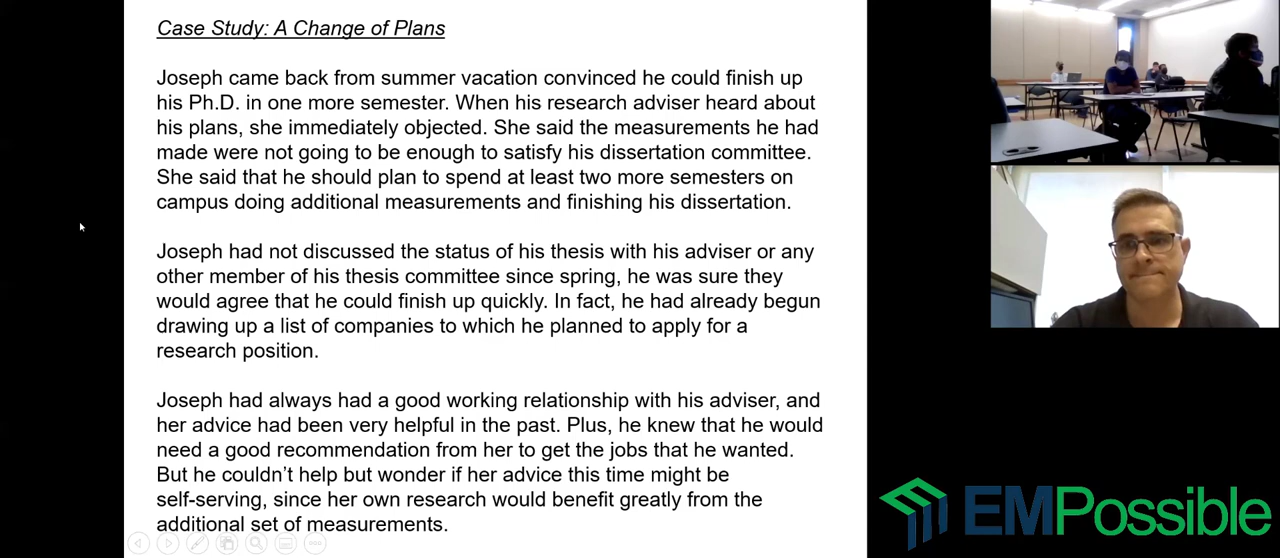 Case Study: A Change of Plans
Joseph came back from summer vacation convinced he could finish up
his Ph.D. in one more semester. When his research adviser heard about
his plans, she immediately objected. She said the measurements he had
made were not going to be enough to satisfy his dissertation committee.
She said that he should plan to spend at least two more semesters on
campus doing additional measurements and finishing his dissertation.
Joseph had not discussed the status of his thesis with his adviser or any
other member of his thesis committee since spring, he was sure they
would agree that he could finish up quickly. In fact, he had already begun
drawing up a list of companies to which he planned to apply for a
research position.
Joseph had always had a good working relationship with his adviser, and
her advice had been very helpful in the past. Plus, he knew that he would
need a good recommendation from her to get the jobs that he wanted.
But he couldn’t help but wonder if her advice this time might be
self-serving, since her own research would benefit greatly from the
additional set of measurements.
EMPossible